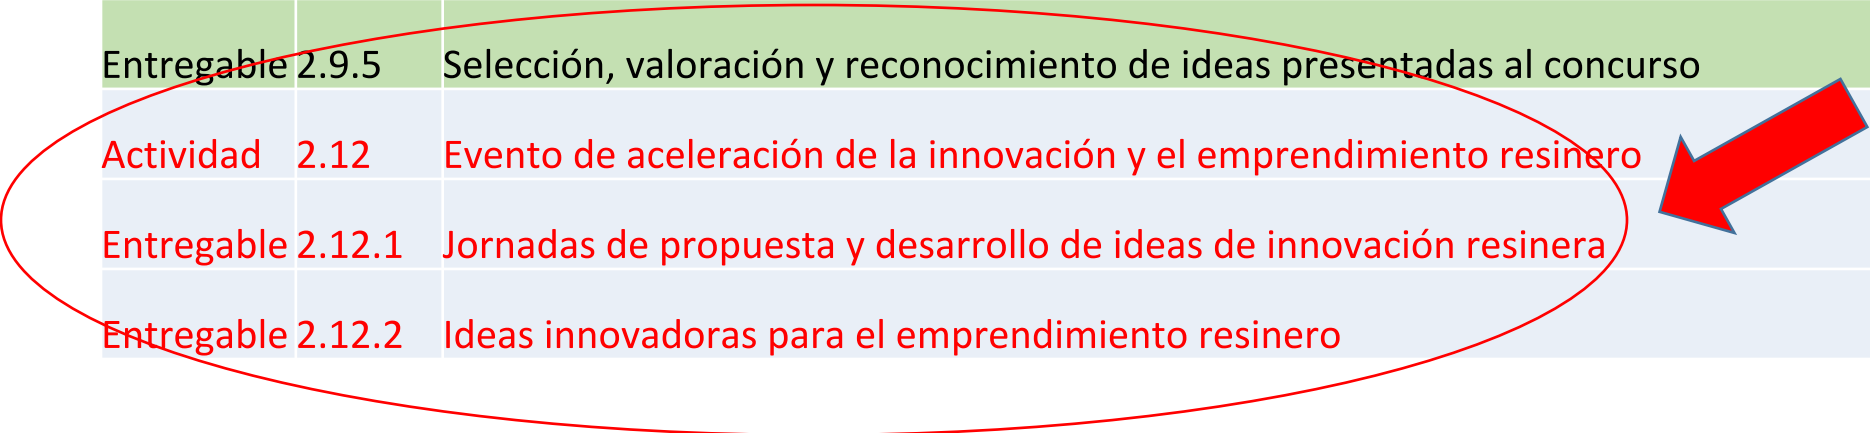 Entregable 2.9.5 Selección, valoración y reconocimiento de ideas presentadas al concurso
Actividad 2.12 Evento de aceleración de la innovación y el emprendimiento resinero
Entregable 2.12.1 Jornadas de propuesta y desarrollo de ideas de innovación resinera
Entregable 2.12.2 Ideas innovadoras para el emprendimiento resinero